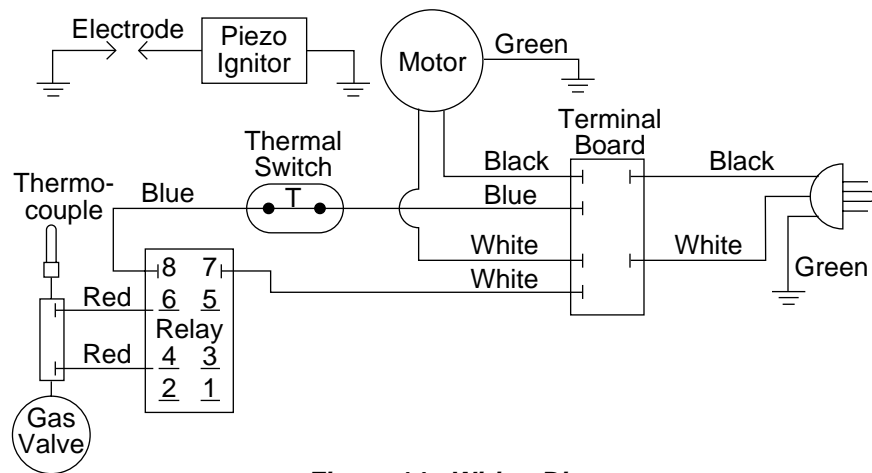 Electrode
Piezo
Ignitor
Motor
Green
Thermal
Switch
T
Terminal
Board
Black
Black
Thermo-
couple
Blue
Blue
White
White
White
Green
8 7
Red
6 5
Relay
Red
4 3
2 1
Gas
Valve